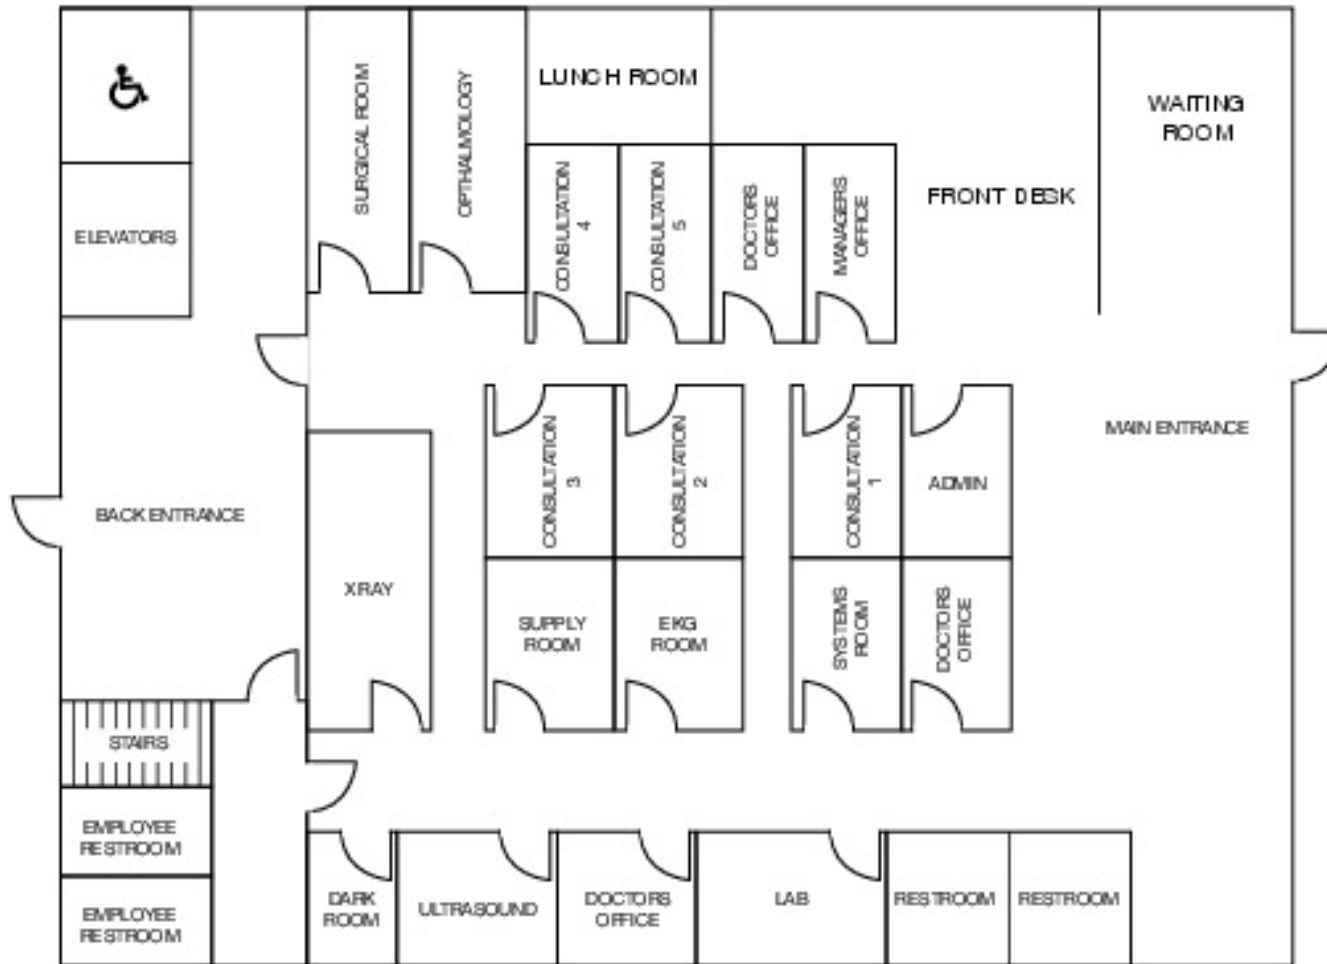 LUNCH ROOM
WAITING
ROOM
SURGICAL ROOM
OPTHALMOLOGY
CONSULTATION
4
CONSULTATION
5
DOCTORS
OFFICE
MANAGERS
OFFICE
FRONT DESK
ELEVATORS
MAIN ENTRANCE
CONSULTATION
3
CONSULTATION
2
CONSULTATION
1
ADMIN
BACK ENTRANCE
XRAY
SUPPLY
ROOM
EKG
ROOM
SYSTEMS
ROOM
DOCTORS
OFFICE
STAIRS
EMPLOYEE
RESTROOM
EMPLOYEE
RESTROOM
DARK
ROOM
ULTRASOUND
DOCTORS
OFFICE
LAB
RESTROOM
RESTROOM